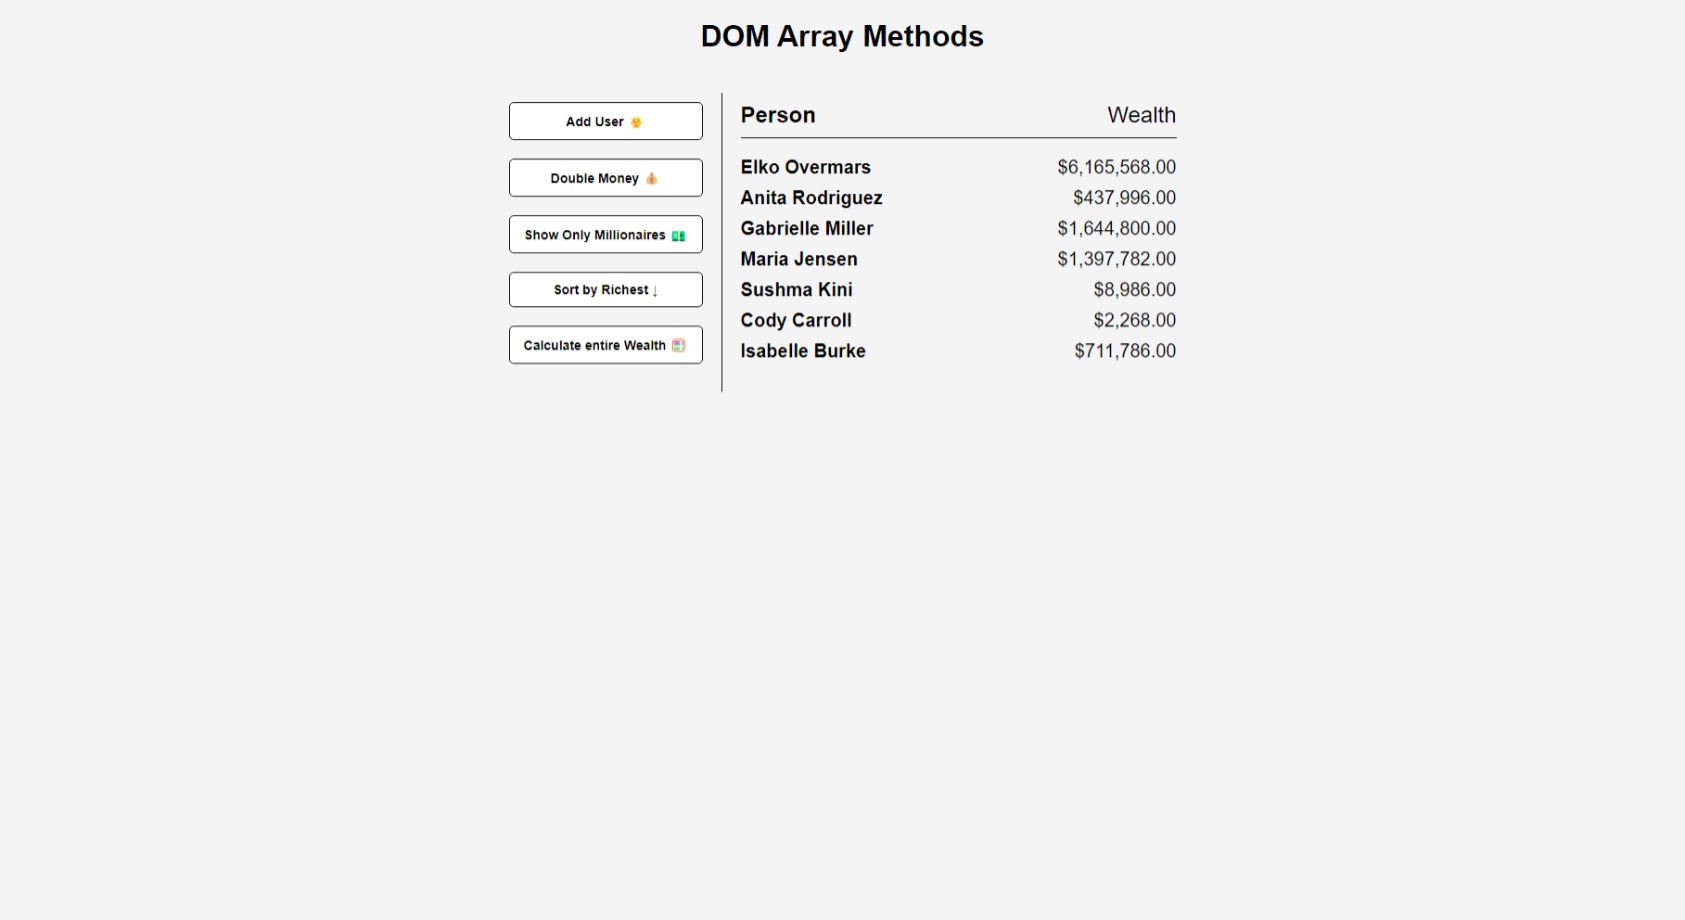 DOM Array Methods
Add User 👱
Double Money 💰
Show Only Millionaires 💵
Sort by Richest ↓
Calculate entire Wealth 🧮
Person Wealth
Elko Overmars $6,165,568.00
Anita Rodriguez $437,996.00
Gabrielle Miller $1,644,800.00
Maria Jensen $1,397,782.00
Sushma Kini $8,986.00
Cody Carroll $2,268.00
Isabelle Burke $711,786.00